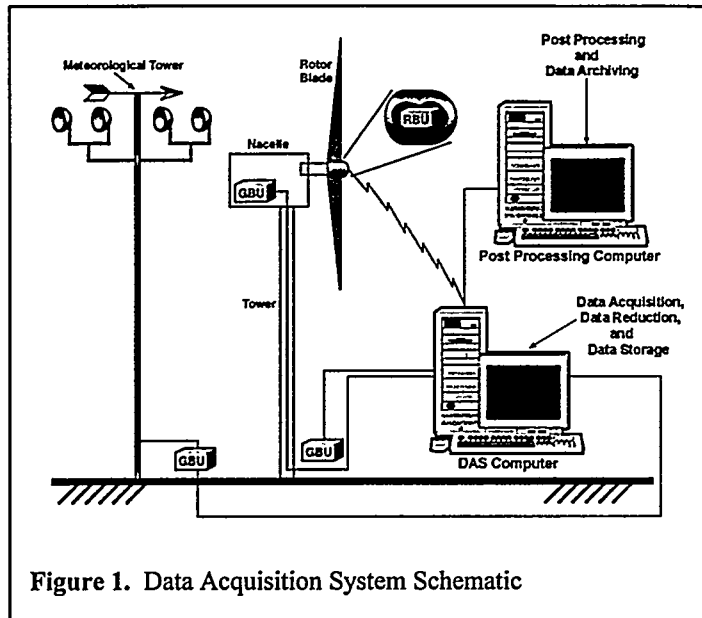 Post Processing
and
Data Archiving
Meteorological Tower
Rotor
Blade
RBU
Nacelle
GBU
Post Processing Computer
Tower
Data Acquisition,
Data Reduction,
and
Data Storage
GBU
GBU
DAS Computer
Figure 1. Data Acquisition System Schematic